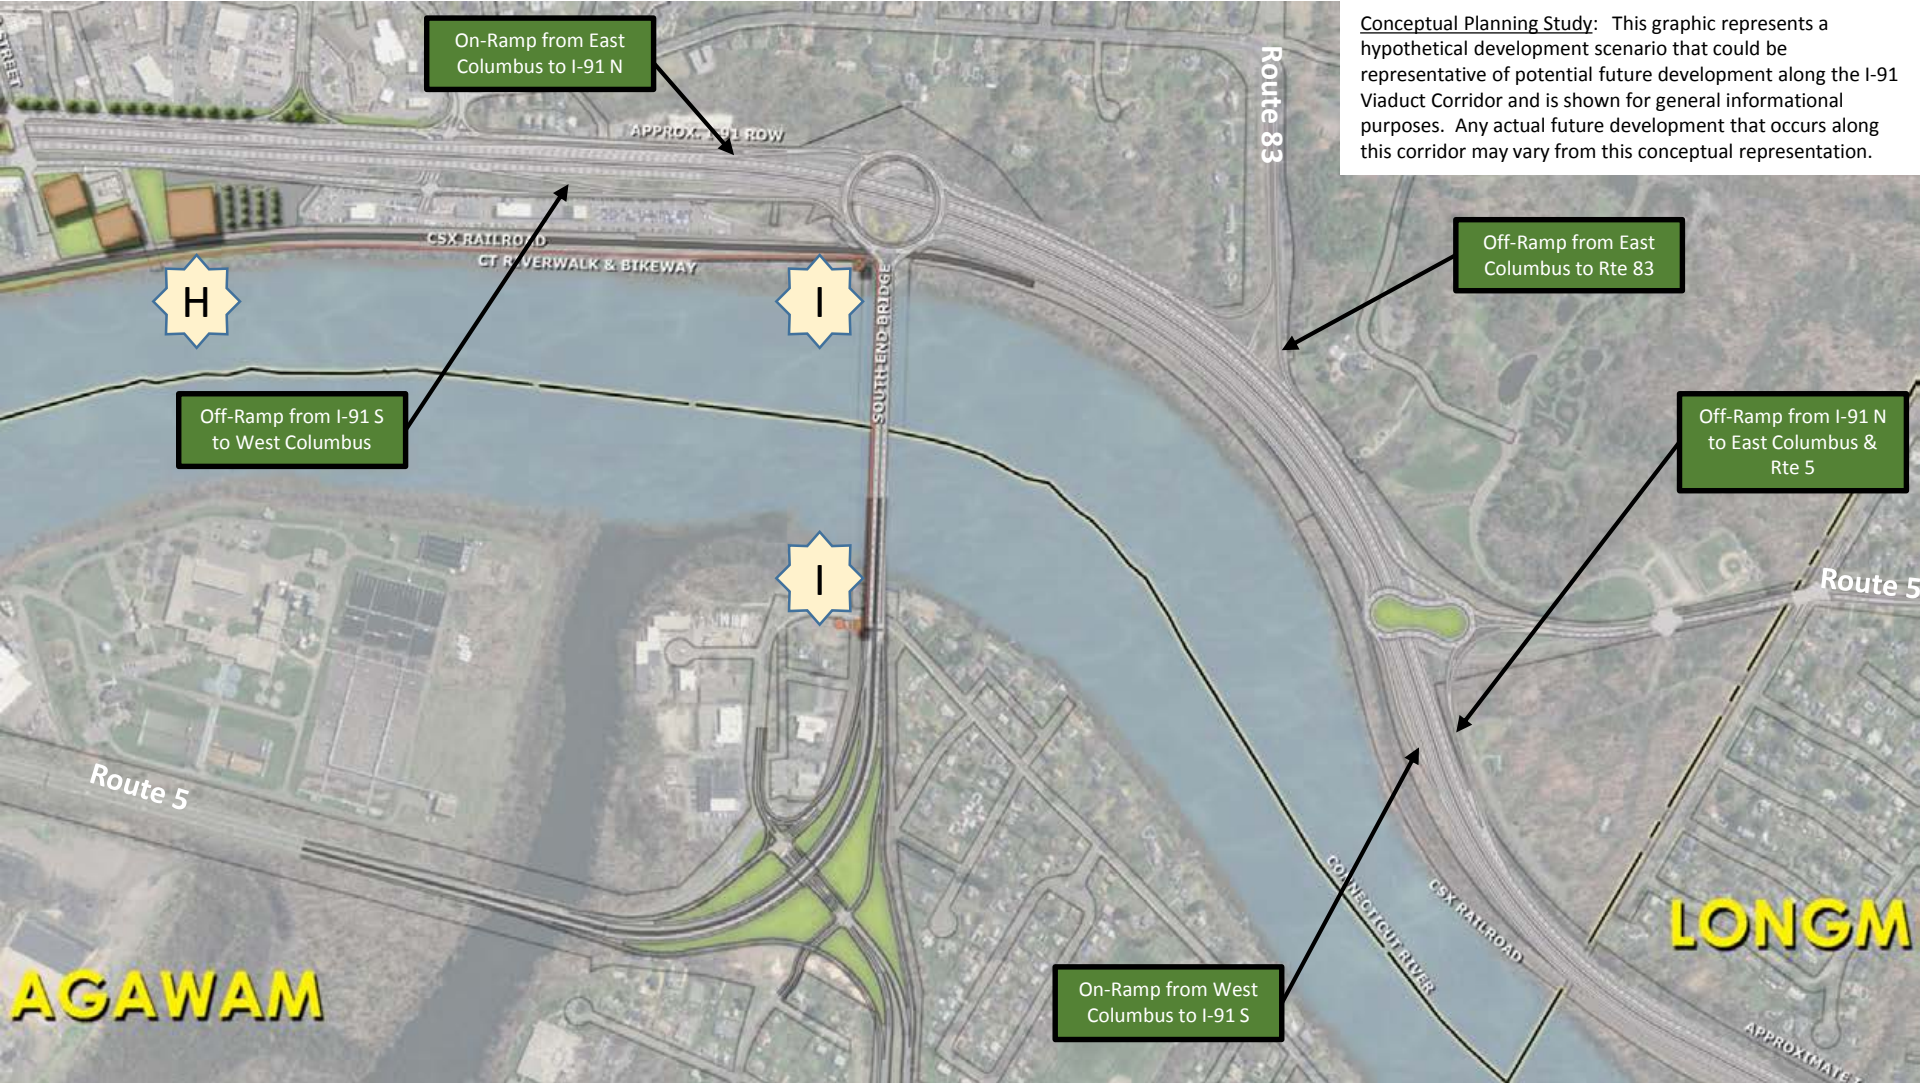 Conceptual Planning Study: This graphic represents a
hypothetical development scenario that could be
representative of potential future development along the I-91
Viaduct Corridor and is shown for general informational
purposes. Any actual future development that occurs along
this corridor may vary from this conceptual representation.
STREET
On-Ramp from East
Columbus to I-91 N
Route 83
APPROX. I-91 ROW
Off-Ramp from East
Columbus to Rte 83
CSX RAILROAD
CT RIVERWALK & BIKEWAY
H
I
SOUTH END BRIDGE
Off-Ramp from I-91 S
to West Columbus
Off-Ramp from I-91 N
to East Columbus &
Rte 5
I
Route 5
Route 5
CONNECTICUT RIVER
CSX RAILROAD
LONGM
AGAWAM
On-Ramp from West
Columbus to I-91 S
APPROXIMATE